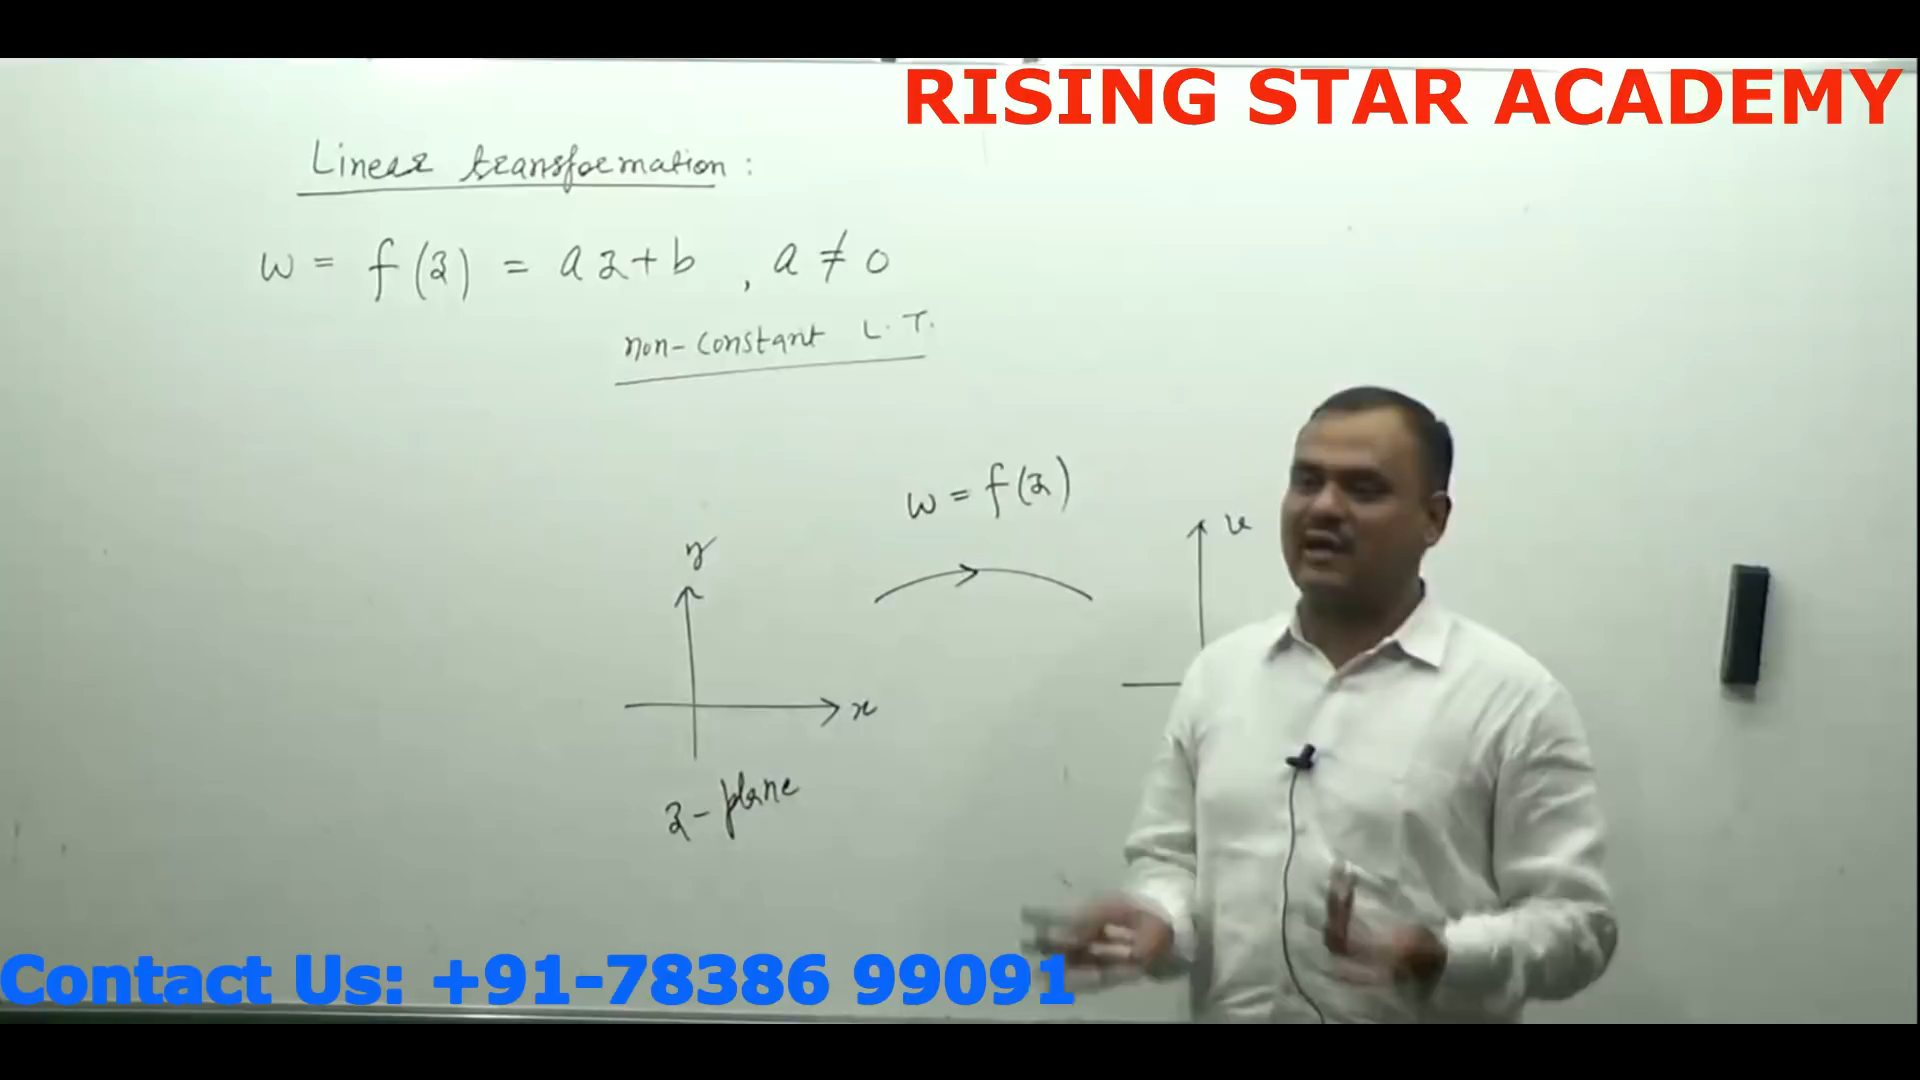 RISING STAR ACADEMY
Linear transformation:
w = f(z) = az+b , a ≠ 0
non-constant L.T.
w = f(z)
y
x
z-plane
Contact Us: +91-78386 99091